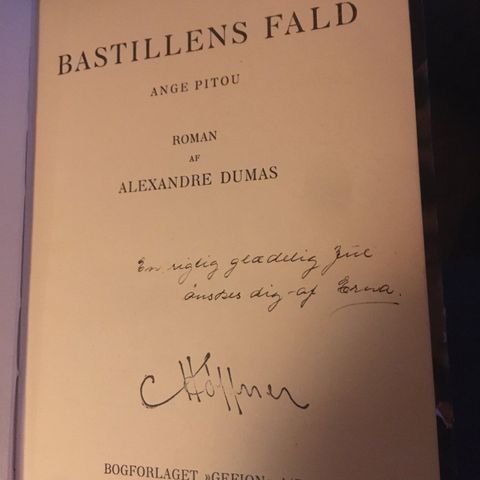 BASTILLENS FALD
ANGE PITOU
ROMAN
AF
ALEXANDRE DUMAS
En rigtig glædelig Jul
ønskes dig af Erna.
Höffner
BOGFORLAGET »GEFION«